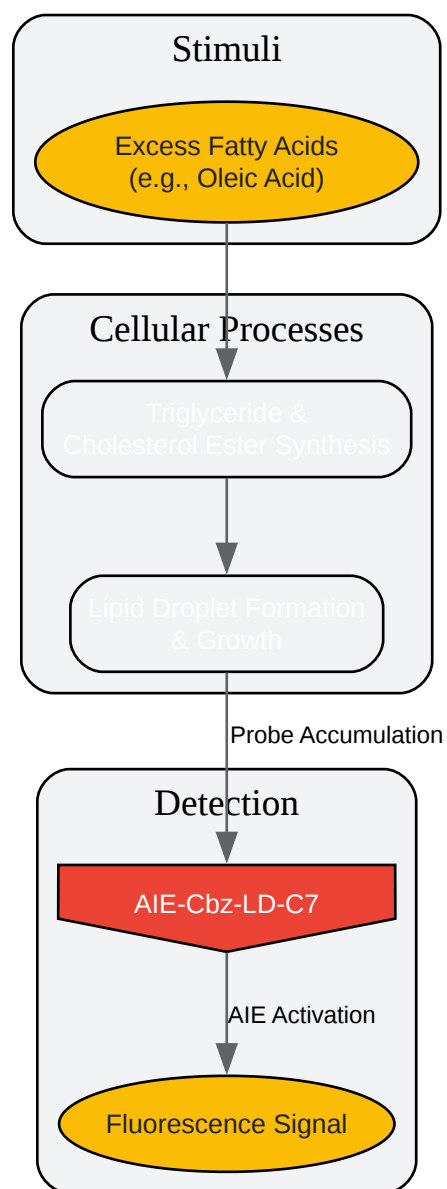 Stimuli
Excess Fatty Acids
(e.g., Oleic Acid)
Cellular Processes
Triglyceride &
Cholesterol Ester Synthesis
Lipid Droplet Formation
& Growth
Probe Accumulation
Detection
AIE-Cbz-LD-C7
AIE Activation
Fluorescence Signal